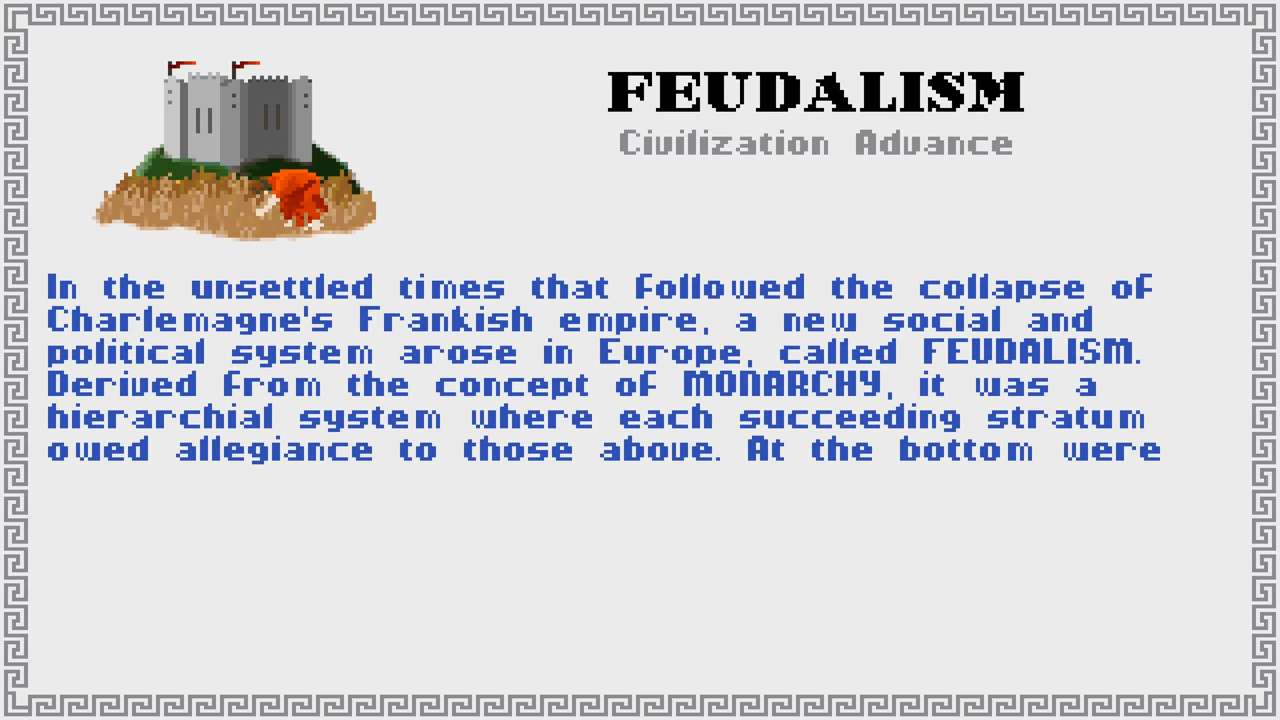 FEUDALISM
Civilization Advance
In the unsettled times that followed the collapse of
Charlemagne's Frankish empire, a new social and
political system arose in Europe, called FEUDALISM.
Derived from the concept of MONARCHY, it was a
hierarchial system where each succeeding stratum
owed allegiance to those above. At the bottom were